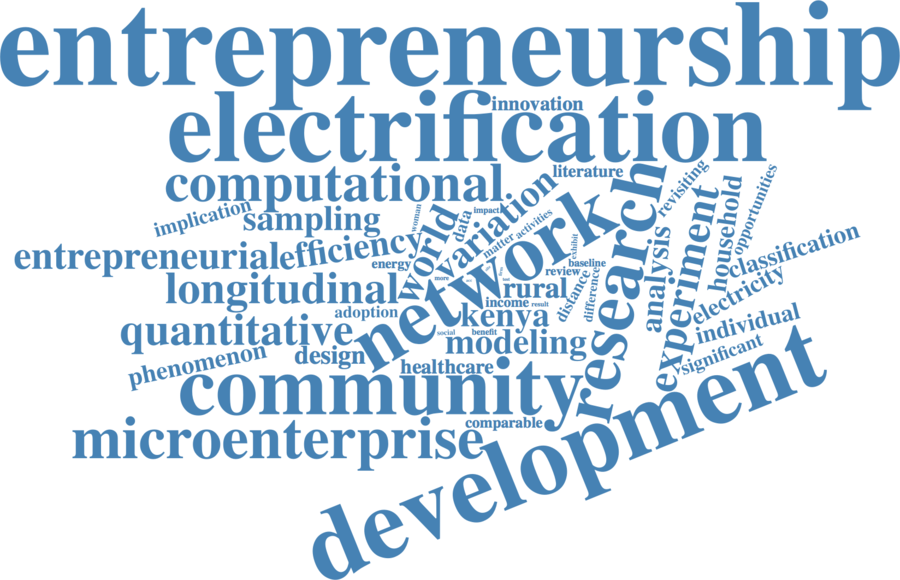 entrepreneurship
innovation
electrification
literature
computational
variation
research
revisiting
opportunities
implication
sampling
woman
data
impact
world
matter
activities
network
household
experiment
analysis
entrepreneurial
efficiency
energy
more
exhibit
baseline
review
classification
longitudinal
rural
distance
difference
electricity
income
result
adoption
kenya
individual
quantitative
social
benefit
modeling
significant
phenomenon
design
healthcare
community
development
microenterprise
comparable